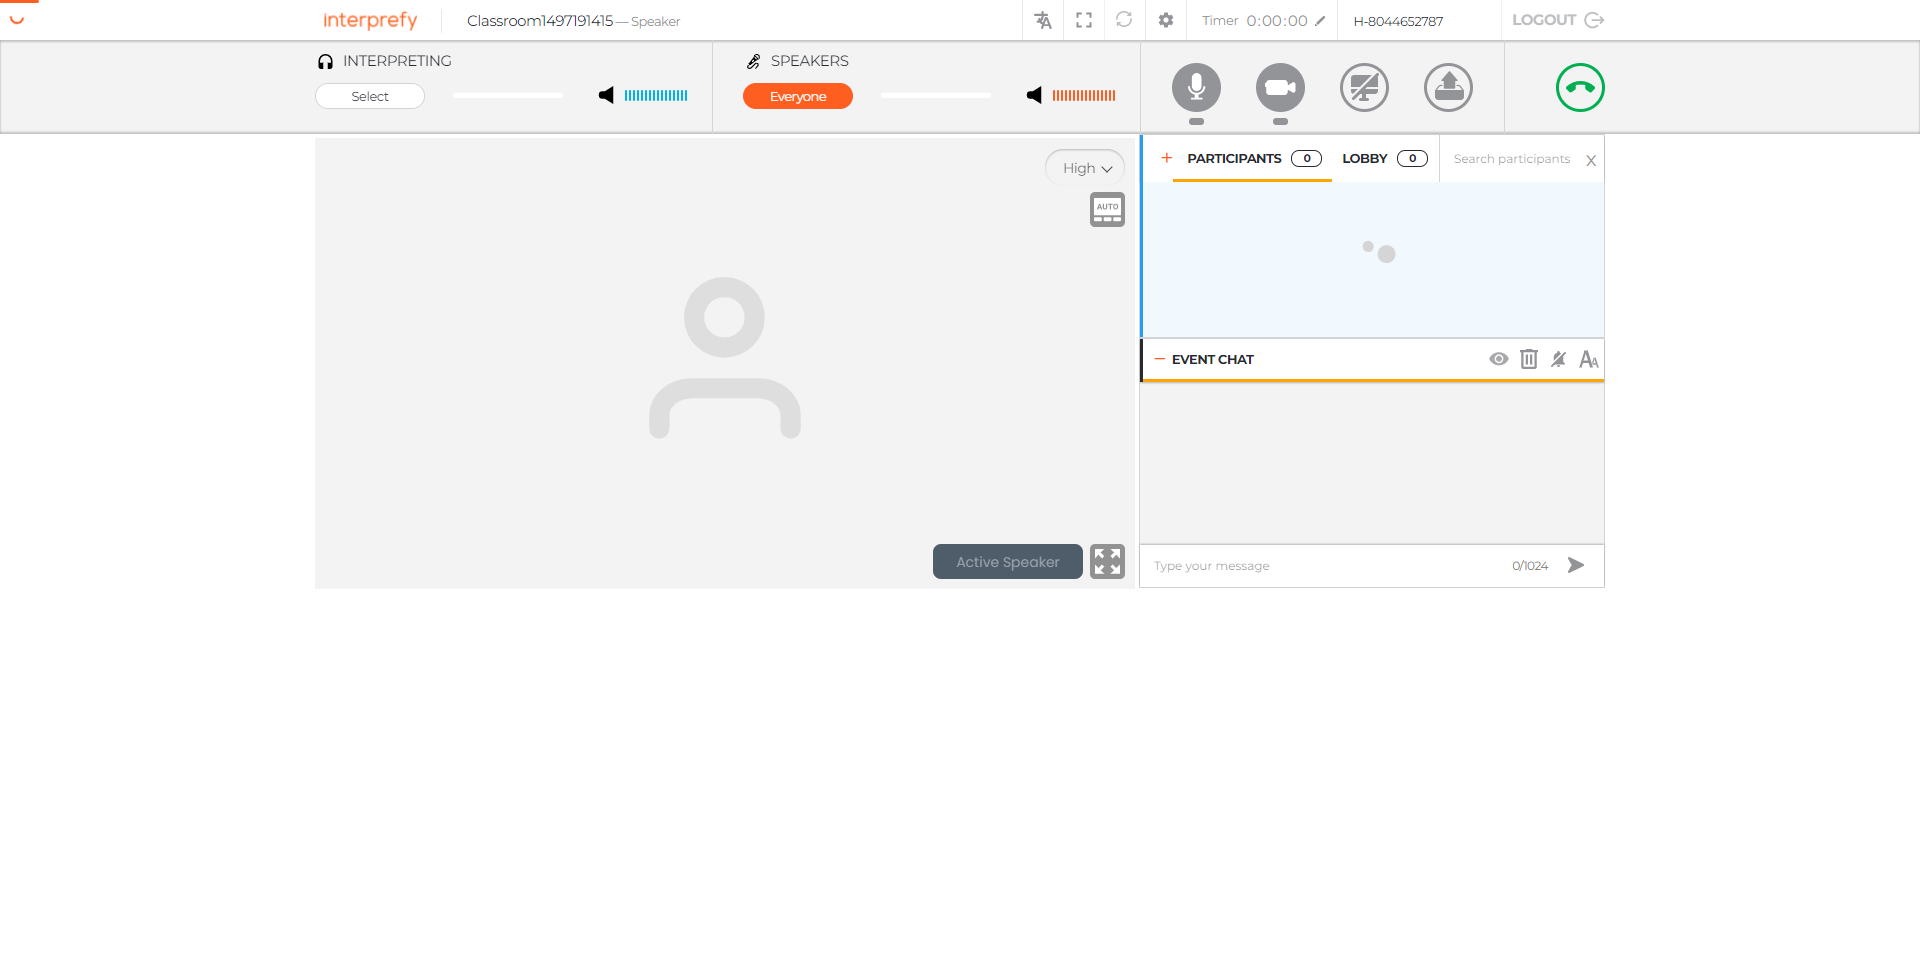 interprefy
Classroom1497191415 — Speaker
Timer 0:00:00
H-8044652787
LOGOUT
INTERPRETING
Select
SPEAKERS
Everyone
High
AUTO
Active Speaker
+ PARTICIPANTS 0
LOBBY 0
Search participants X
− EVENT CHAT
Type your message
0/1024